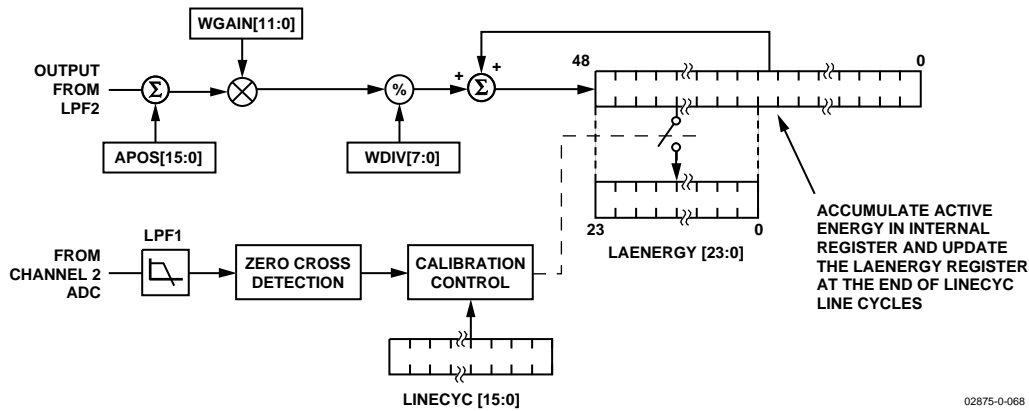 WGAIN[11:0]
OUTPUT
FROM
LPF2
Σ
%
+
+
Σ
48
0
APOS[15:0]
WDIV[7:0]
23
0
LAENERGY [23:0]
ACCUMULATE ACTIVE
ENERGY IN INTERNAL
REGISTER AND UPDATE
THE LAENERGY REGISTER
AT THE END OF LINECYC
LINE CYCLES
FROM
CHANNEL 2
ADC
LPF1
ZERO CROSS
DETECTION
CALIBRATION
CONTROL
LINECYC [15:0]
02875-0-068